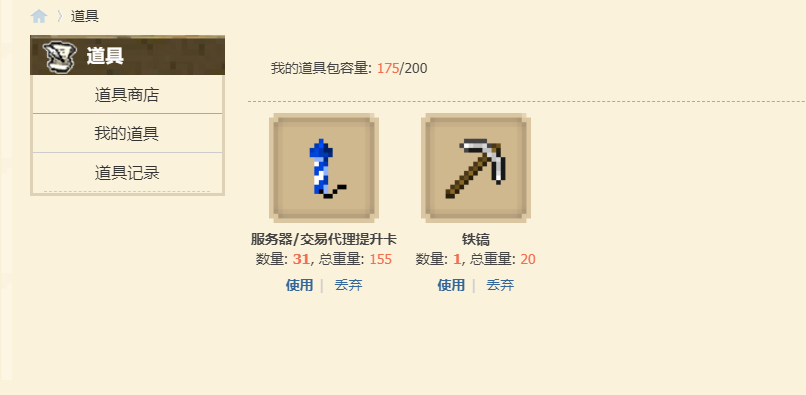 〉道具
道具
道具商店
我的道具
道具记录
我的道具包容量: 175/200
服务器/交易代理提升卡
数量: 31, 总重量: 155
使用 | 丢弃
铁镐
数量: 1, 总重量: 20
使用 | 丢弃